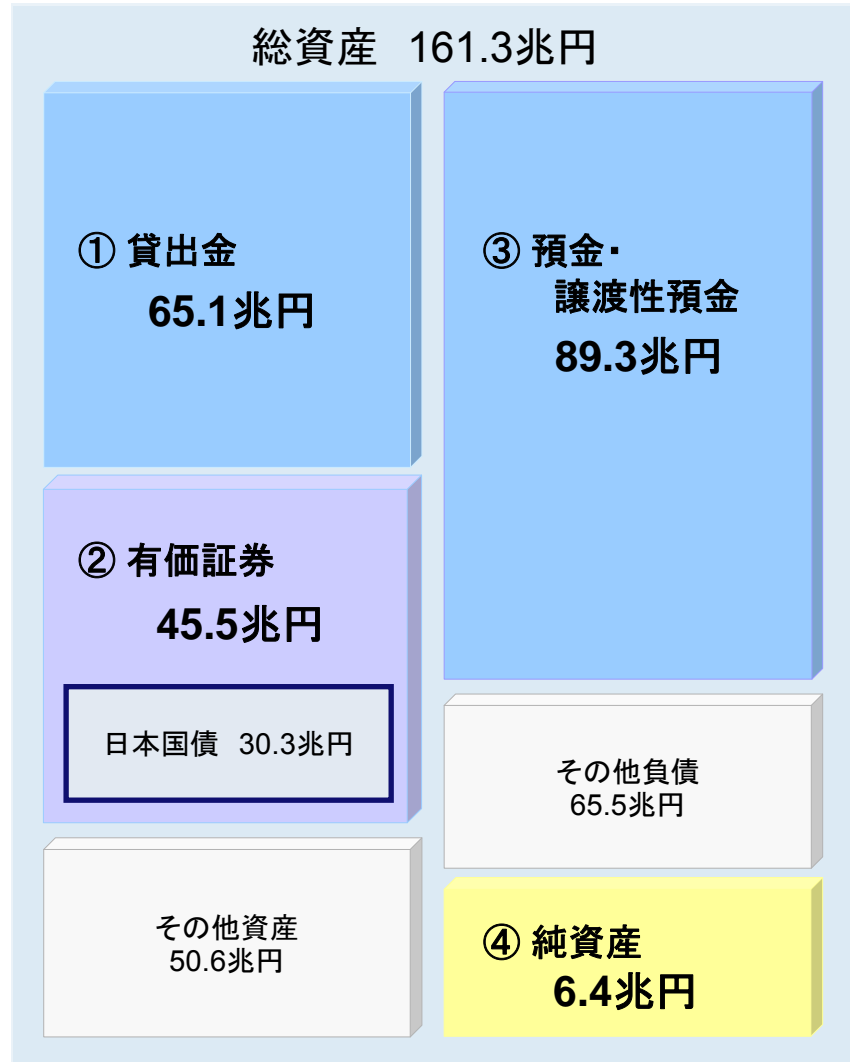 総資産 161.3兆円
① 貸出金
65.1兆円
② 有価証券
45.5兆円
日本国債 30.3兆円
その他資産
50.6兆円
③ 預金・
譲渡性預金
89.3兆円
その他負債
65.5兆円
④ 純資産
6.4兆円